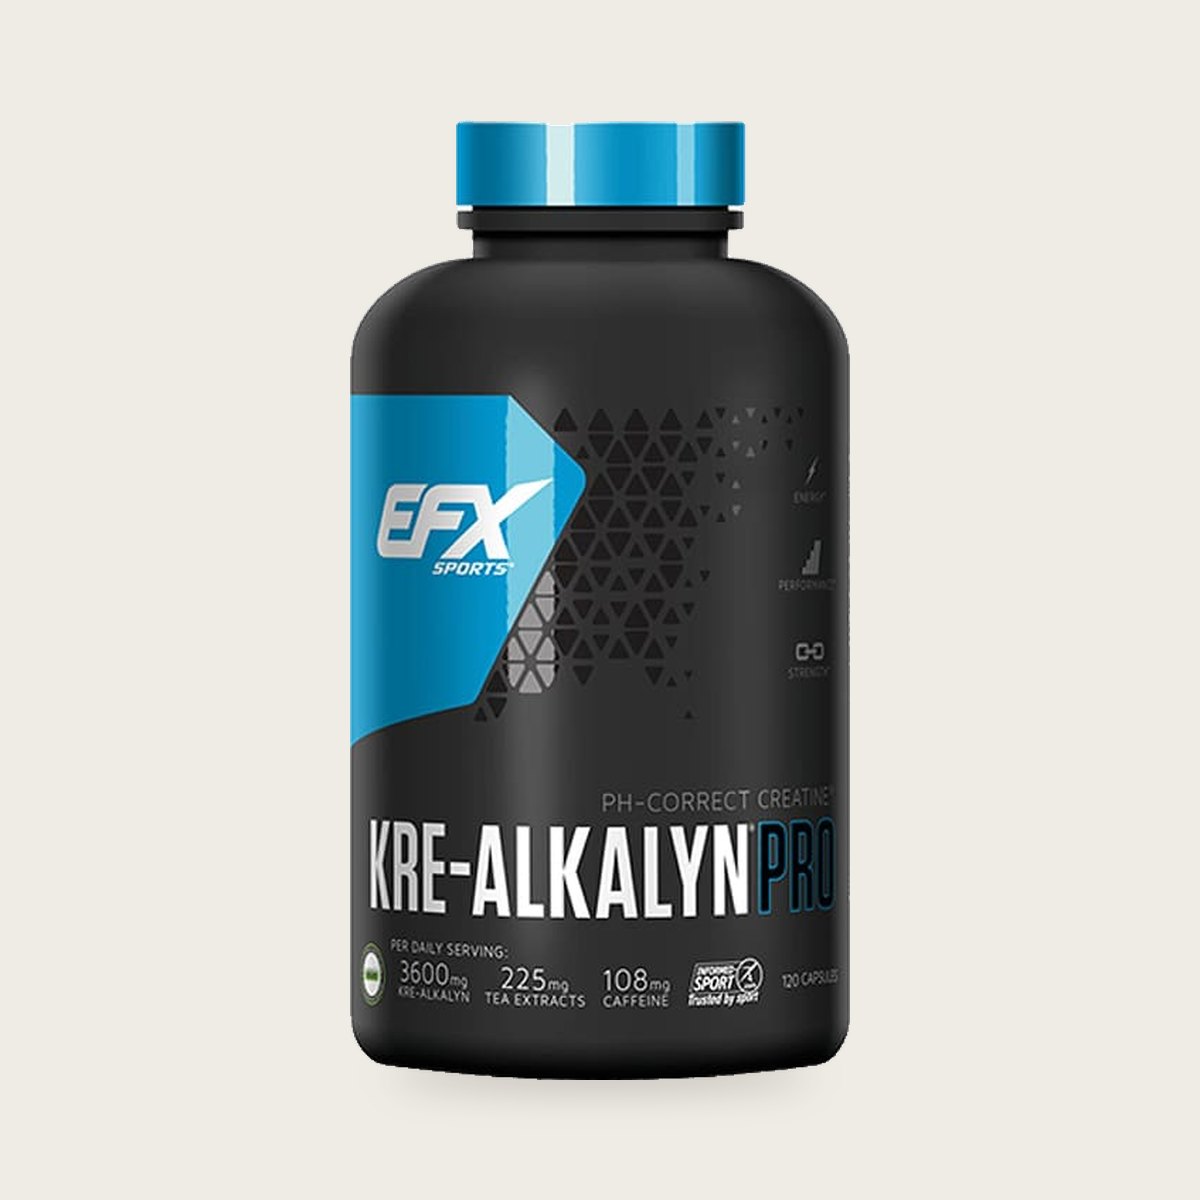 EFX
SPORTS®
ENERGY
PERFORMANCE
STRENGTH
PH-CORRECT CREATINE
KRE-ALKALYN® PRO
PER DAILY SERVING:
3600mg
KRE-ALKALYN
225mg
TEA EXTRACTS
108mg
CAFFEINE
INFORMED
SPORT
Trusted by sport
120 CAPSULES